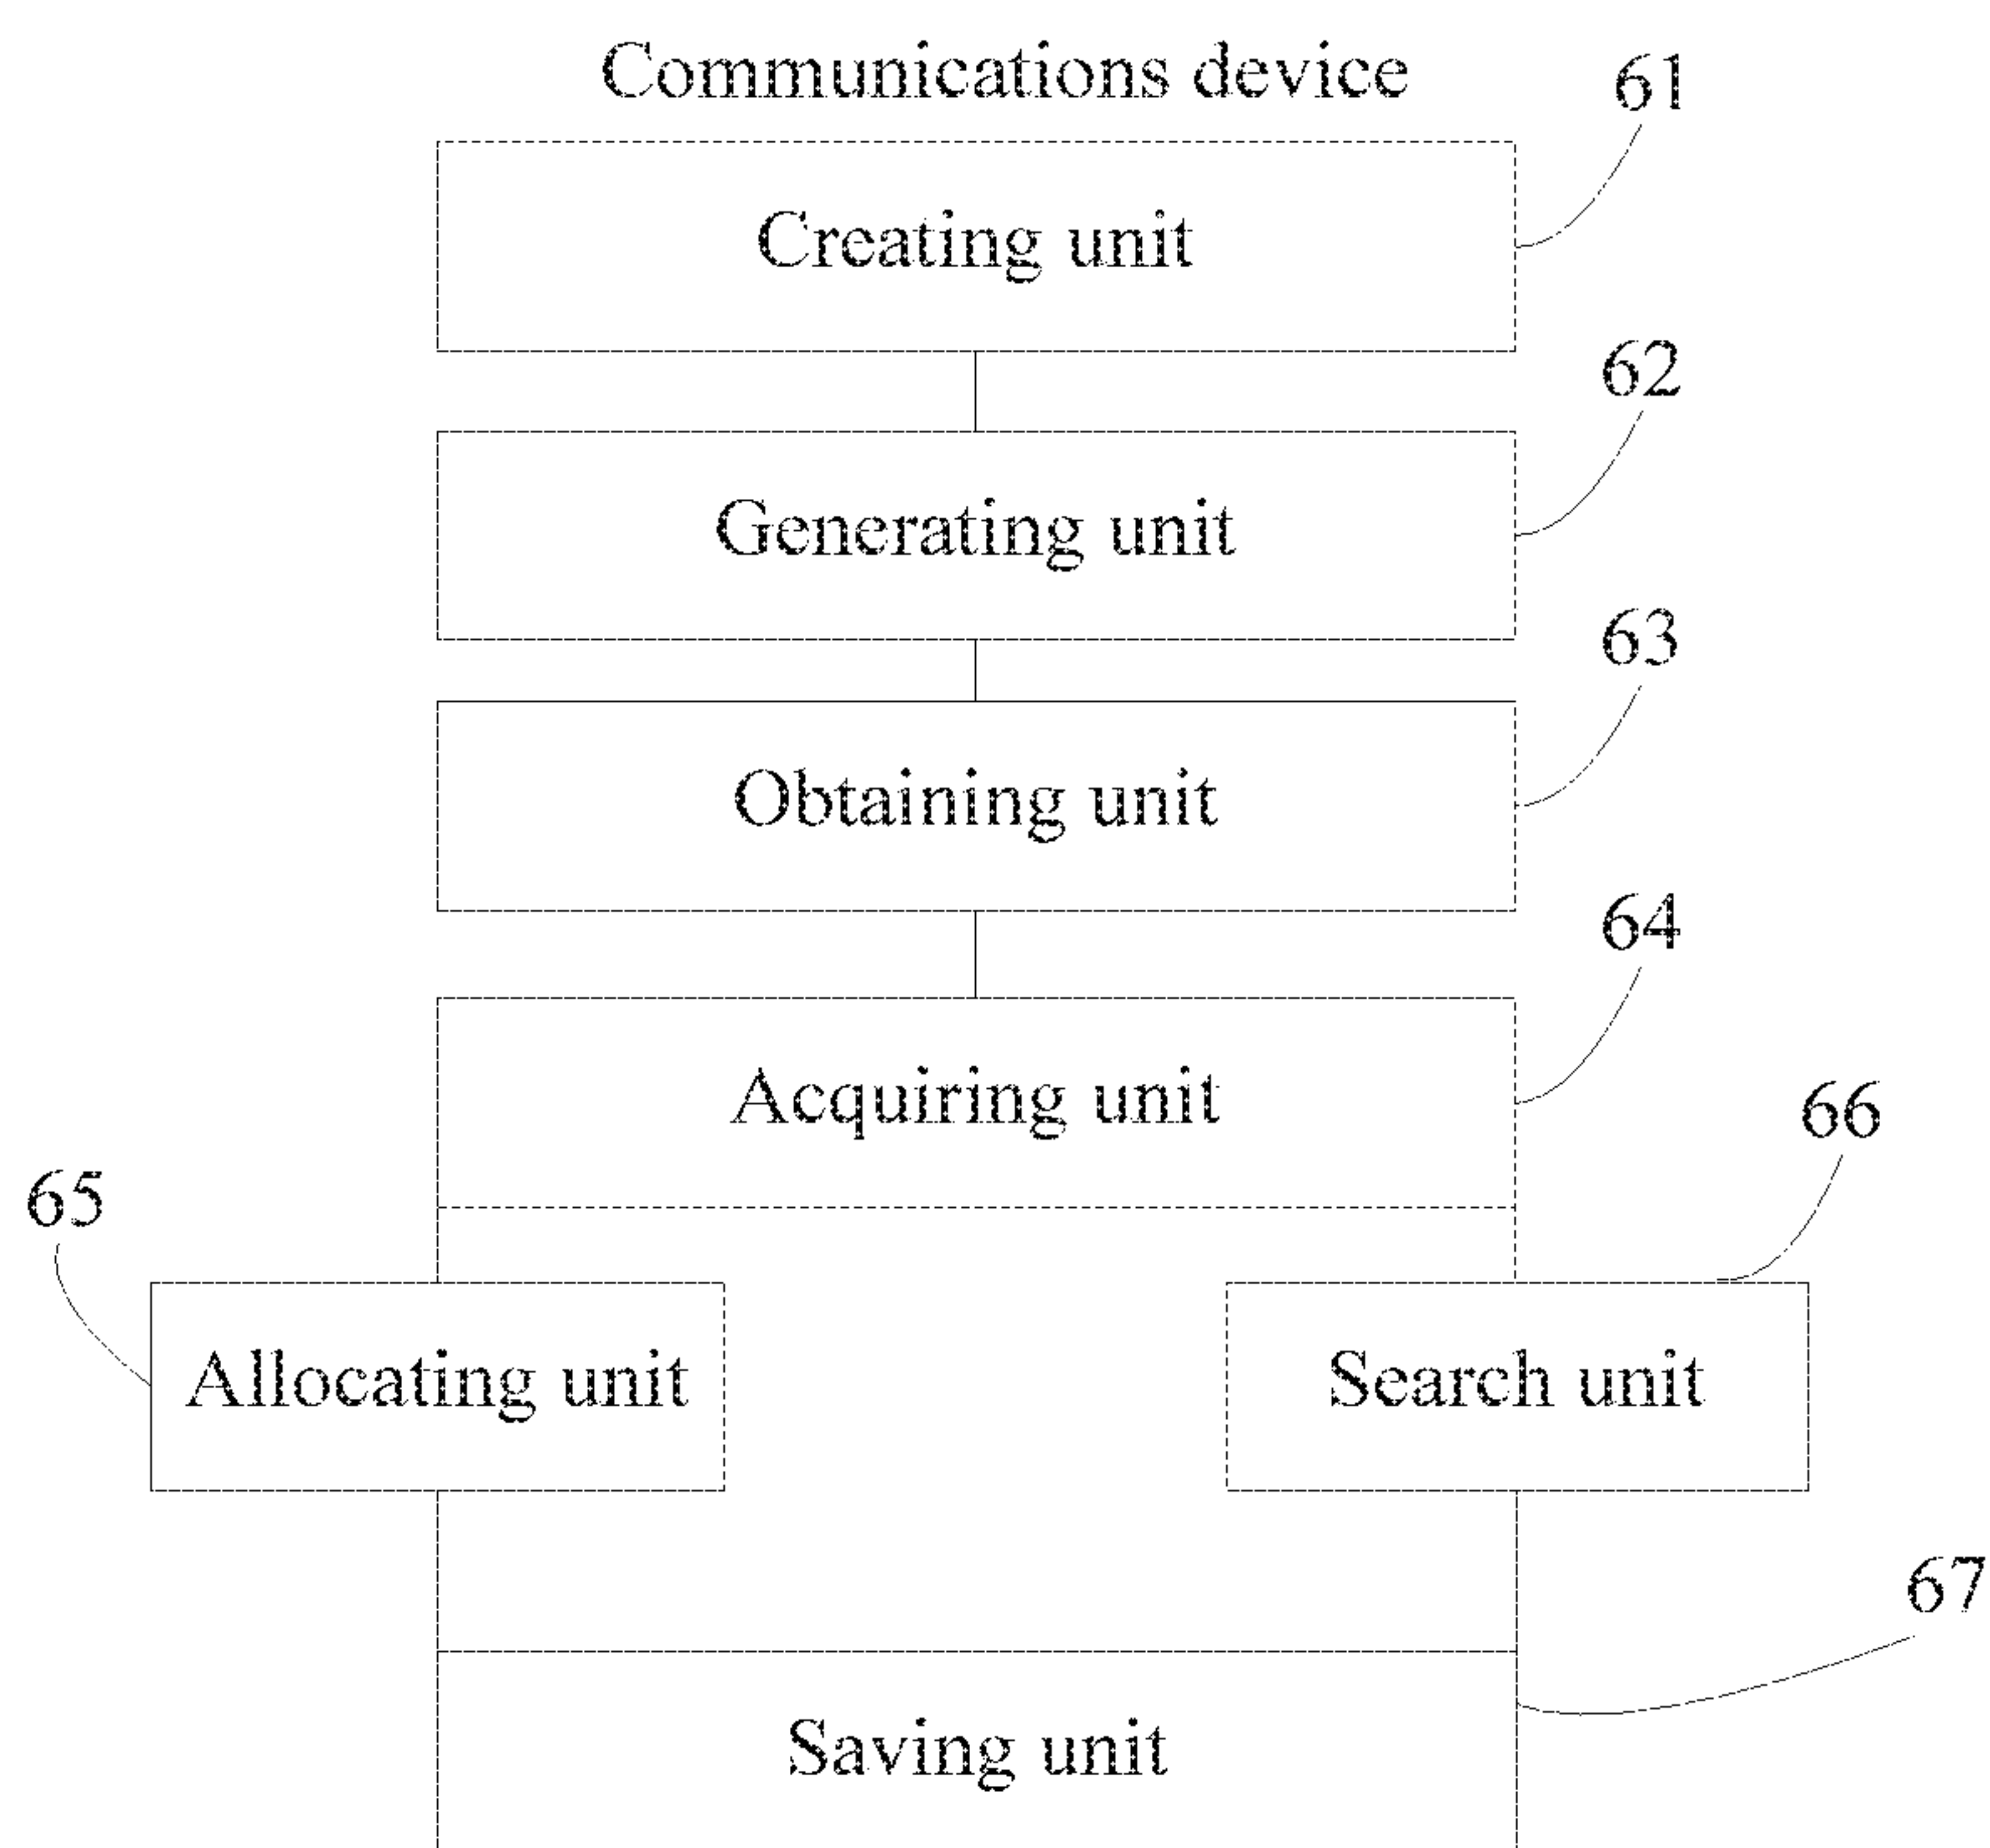 Communications device
61
Creating unit
62
Generating unit
63
Obtaining unit
64
Acquiring unit
65
66
Allocating unit
Search unit
67
Saving unit